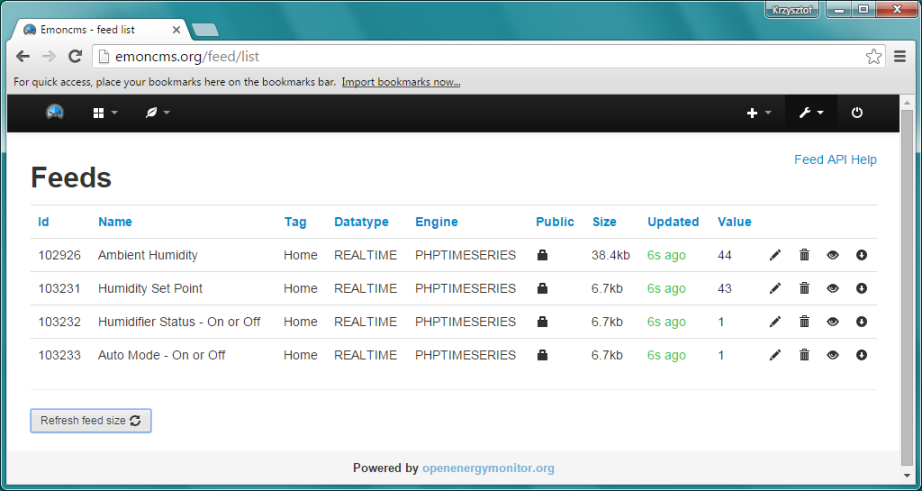 Krzysztof
Emoncms - feed list
emoncms.org/feed/list
For quick access, place your bookmarks here on the bookmarks bar. Import bookmarks now...
Feed API Help
Feeds
Id Name Tag Datatype Engine Public Size Updated Value
102926 Ambient Humidity Home REALTIME PHPTIMESERIES 38.4kb 6s ago 44
103231 Humidity Set Point Home REALTIME PHPTIMESERIES 6.7kb 6s ago 43
103232 Humidifier Status - On or Off Home REALTIME PHPTIMESERIES 6.7kb 6s ago 1
103233 Auto Mode - On or Off Home REALTIME PHPTIMESERIES 6.7kb 6s ago 1
Refresh feed size
Powered by openenergymonitor.org